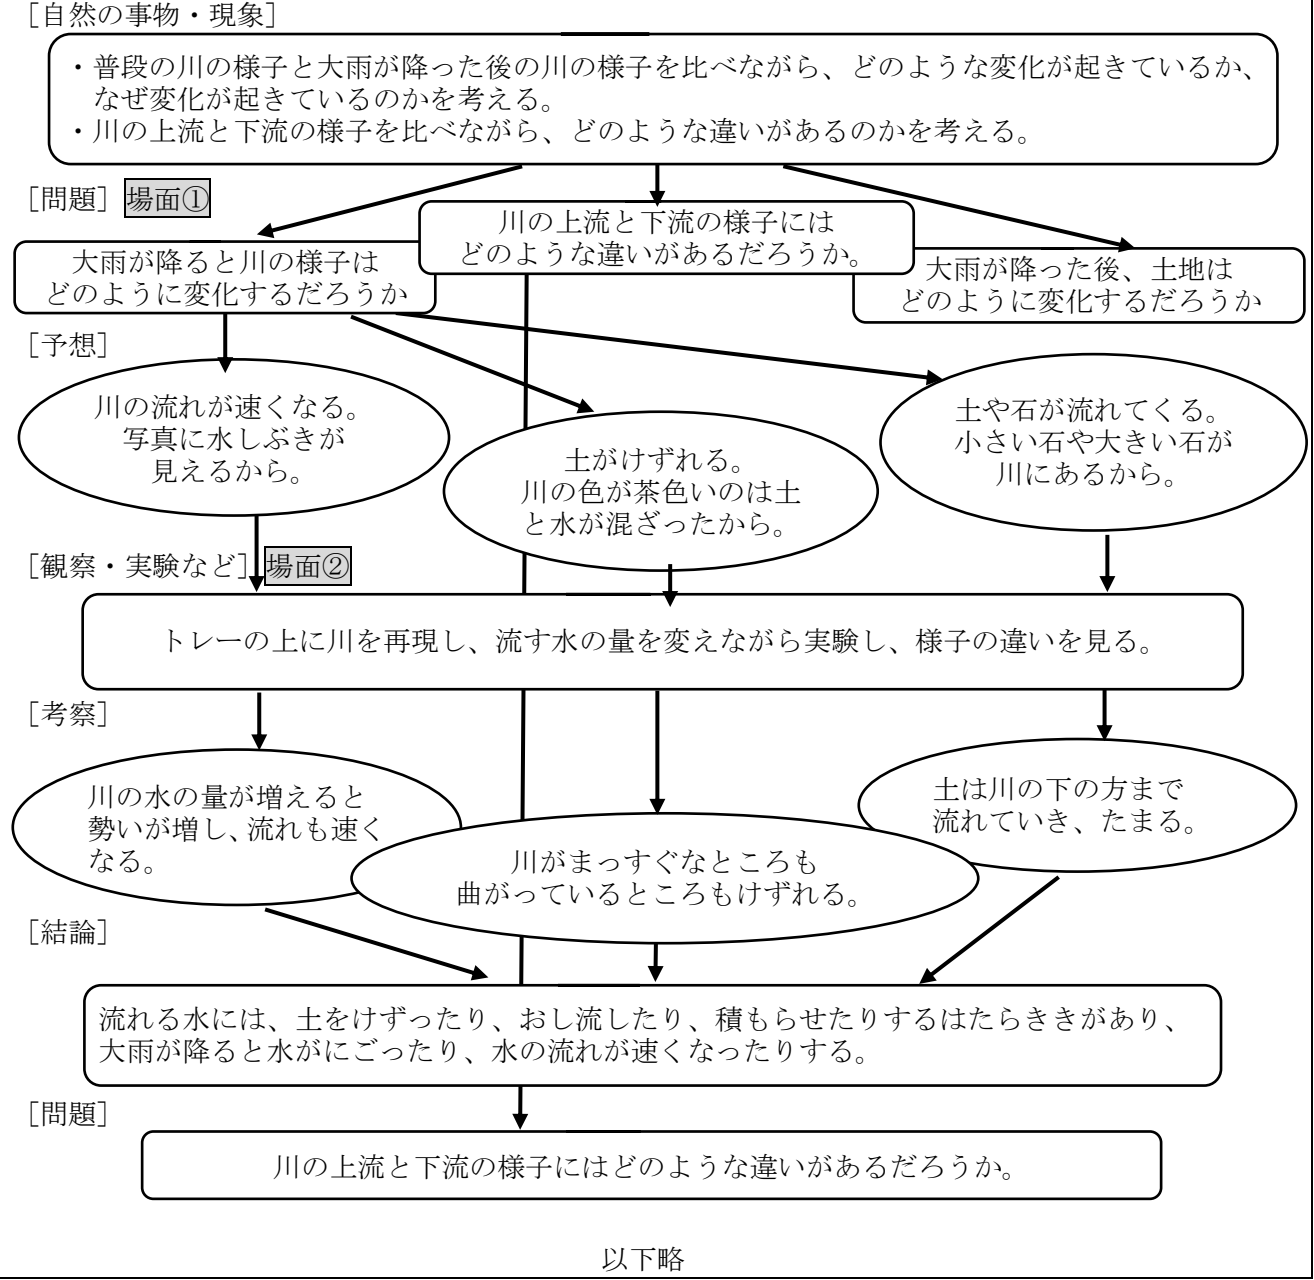 ［自然の事物・現象］
・普段の川の様子と大雨が降った後の川の様子を比べながら、どのような変化が起きているか、
なぜ変化が起きているのかを考える。
・川の上流と下流の様子を比べながら、どのような違いがあるのかを考える。
［問題］ 場面①
川の上流と下流の様子には
どのような違いがあるだろうか。
大雨が降ると川の様子は
どのように変化するだろうか
大雨が降った後、土地は
どのように変化するだろうか
［予想］
川の流れが速くなる。
写真に水しぶきが
見えるから。
土がけずれる。
川の色が茶色いのは土
と水が混ざったから。
土や石が流れてくる。
小さい石や大きい石が
川にあるから。
［観察・実験など］ 場面②
トレーの上に川を再現し、流す水の量を変えながら実験し、様子の違いを見る。
［考察］
川の水の量が増えると
勢いが増し、流れも速く
なる。
川がまっすぐなところも
曲がっているところもけずれる。
土は川の下の方まで
流れていき、たまる。
［結論］
流れる水には、土をけずったり、おし流したり、積もらせたりするはたらききがあり、
大雨が降ると水がにごったり、水の流れが速くなったりする。
［問題］
川の上流と下流の様子にはどのような違いがあるだろうか。
以下略